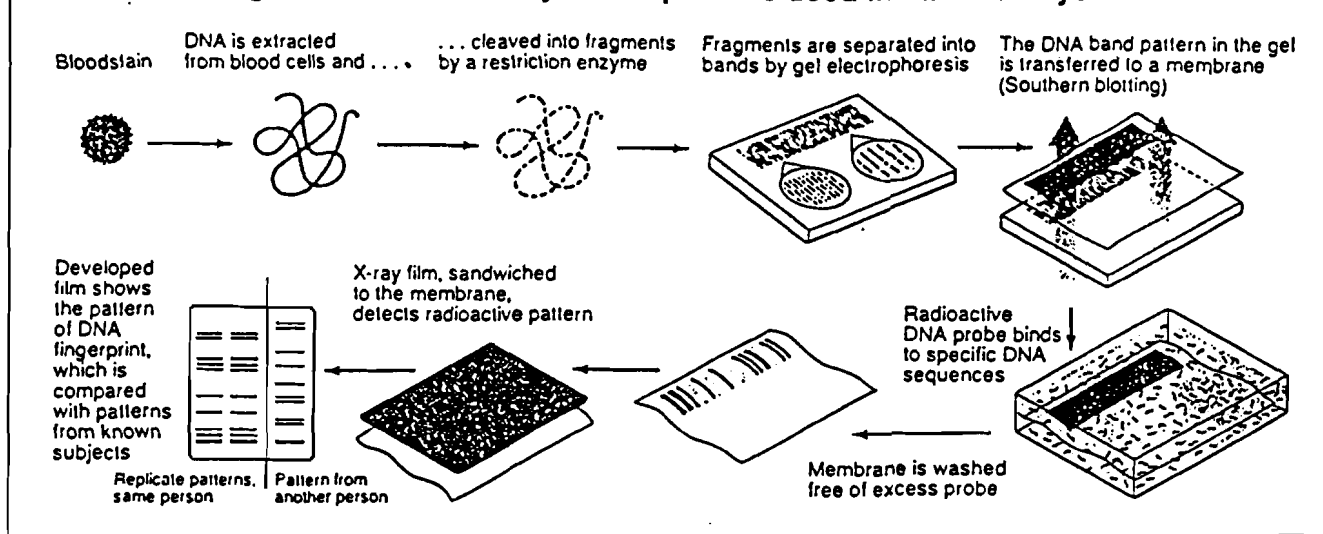 Bloodstain
DNA is extracted
from blood cells and ....
... cleaved into fragments
by a restriction enzyme
Fragments are separated into
bands by gel electrophoresis
The DNA band pattern in the gel
is transferred to a membrane
(Southern blotting)
Radioactive
DNA probe binds
to specific DNA
sequences
Membrane is washed
free of excess probe
X-ray film, sandwiched
to the membrane,
detects radioactive pattern
Developed
film shows
the pattern
of DNA
fingerprint,
which is
compared
with patterns
from known
subjects
Replicate patterns,
same person
Pattern from
another person